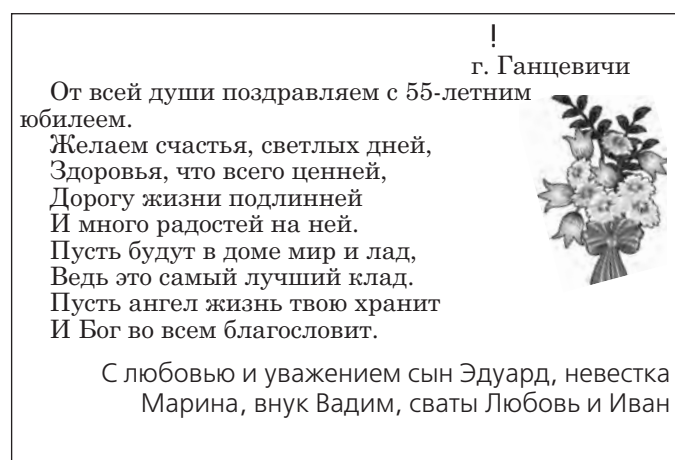 !
г. Ганцевичи
От всей души поздравляем с 55-летним
юбилеем.
Желаем счастья, светлых дней,
Здоровья, что всего ценней,
Дорогу жизни подлинней
И много радостей на ней.
Пусть будут в доме мир и лад,
Ведь это самый лучший клад.
Пусть ангел жизнь твою хранит
И Бог во всем благословит.
С любовью и уважением сын Эдуард, невестка
Марина, внук Вадим, сваты Любовь и Иван